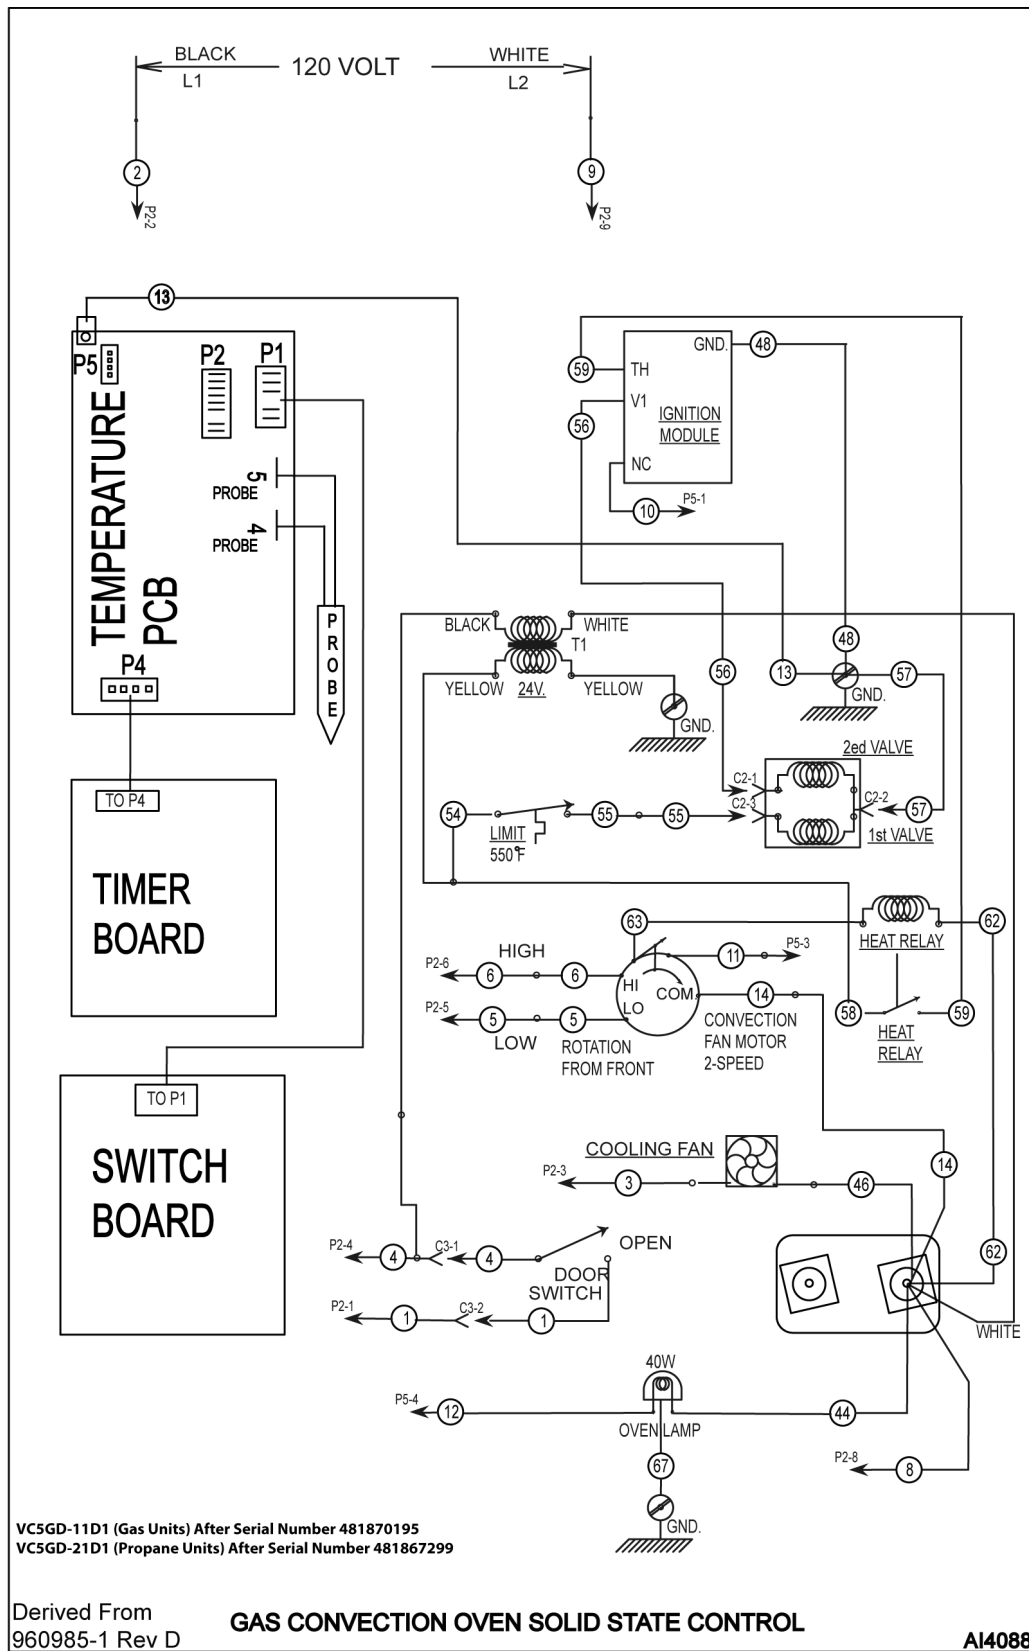 BLACK
120 VOLT
WHITE
L1
L2
2
9
P2-2
P2-9
13
P5
P2
P1
TEMPERATURE
PCB
5
PROBE
4
PROBE
PROBE
P4
TO P4
TIMER
BOARD
TO P1
SWITCH
BOARD
GND.
48
59
TH
V1
56
IGNITION
MODULE
NC
10
P5-1
BLACK
WHITE
T1
YELLOW
24V.
YELLOW
GND.
56
13
48
57
GND.
2ed VALVE
C2-1
C2-3
C2-2
57
1st VALVE
54
LIMIT
550°F
55
55
63
62
HEAT RELAY
P2-6
HIGH
6
6
HI
11
P5-3
P2-5
5
LOW
5
LO
COM
14
ROTATION
FROM FRONT
CONVECTION
FAN MOTOR
2-SPEED
58
59
HEAT
RELAY
COOLING FAN
P2-3
3
46
14
P2-4
4
C3-1
4
OPEN
DOOR
SWITCH
P2-1
1
C3-2
1
62
WHITE
40W
P5-4
12
44
OVEN LAMP
67
P2-8
8
GND.
VC5GD-11D1 (Gas Units) After Serial Number 481870195
VC5GD-21D1 (Propane Units) After Serial Number 481867299
Derived From
960985-1 Rev D
GAS CONVECTION OVEN SOLID STATE CONTROL
AI4088